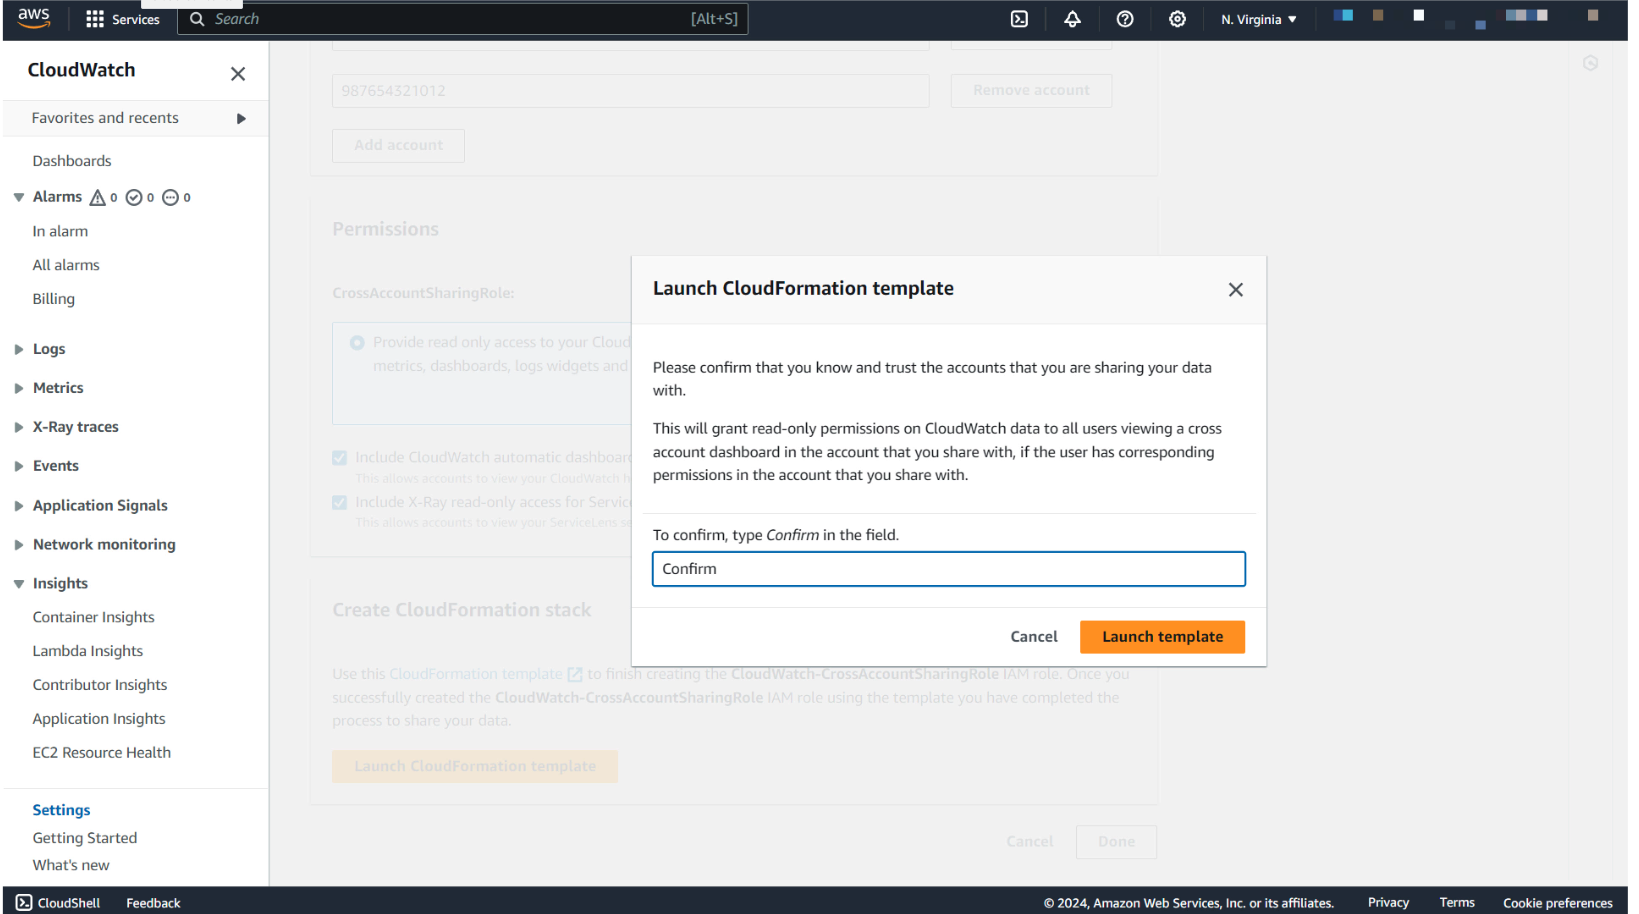 aws
Services
Search
[Alt+S]
N. Virginia
CloudWatch
Favorites and recents
Dashboards
Alarms 0 0 0
In alarm
All alarms
Billing
Logs
Metrics
X-Ray traces
Events
Application Signals
Network monitoring
Insights
Container Insights
Lambda Insights
Contributor Insights
Application Insights
EC2 Resource Health
Settings
Getting Started
What's new
987654321012
Remove account
Add account
Permissions
CrossAccountSharingRole:
Provide read only access to your Cloud
metrics, dashboards, logs widgets and
Include CloudWatch automatic dashboar
This allows accounts to view your CloudWatch
Include X-Ray read-only access for Service
This allows accounts to view your ServiceLens
Create CloudFormation stack
Use this CloudFormation template to finish creating the CloudWatch-CrossAccountSharingRole IAM role. Once you
successfully created the CloudWatch-CrossAccountSharingRole IAM role using the template you have completed the
process to share your data.
Launch CloudFormation template
Cancel
Done
Launch CloudFormation template
Please confirm that you know and trust the accounts that you are sharing your data
with.
This will grant read-only permissions on CloudWatch data to all users viewing a cross
account dashboard in the account that you share with, if the user has corresponding
permissions in the account that you share with.
To confirm, type Confirm in the field.
Confirm
Cancel
Launch template
CloudShell
Feedback
© 2024, Amazon Web Services, Inc. or its affiliates.
Privacy
Terms
Cookie preferences